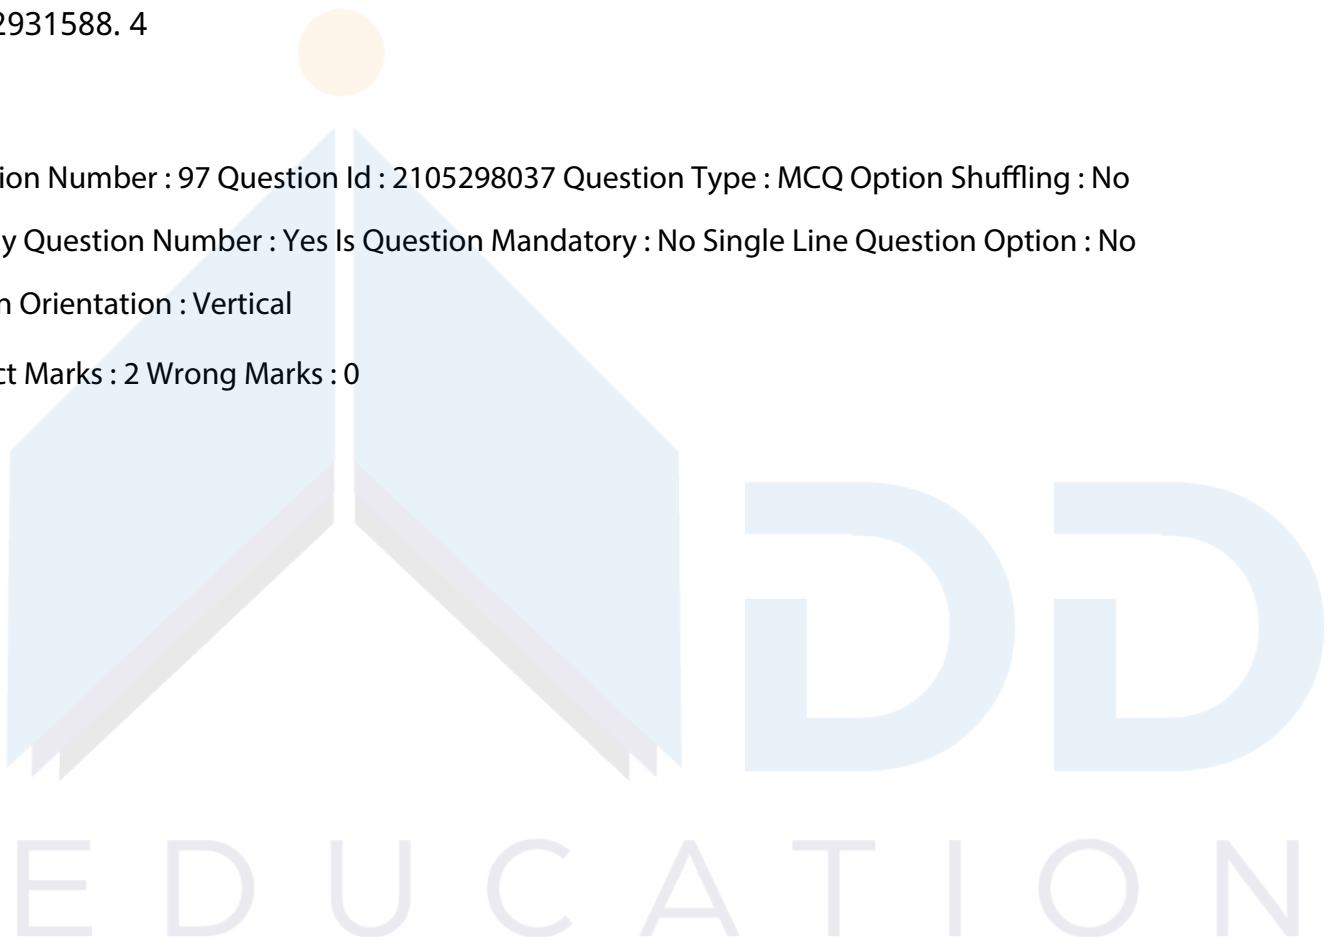 2931588. 4
ion Number : 97 Question Id : 2105298037 Question Type : MCQ Option Shuffling : No
y Question Number : Yes Is Question Mandatory : No Single Line Question Option : No
n Orientation : Vertical
ct Marks : 2 Wrong Marks : 0
DD
EDUCATION